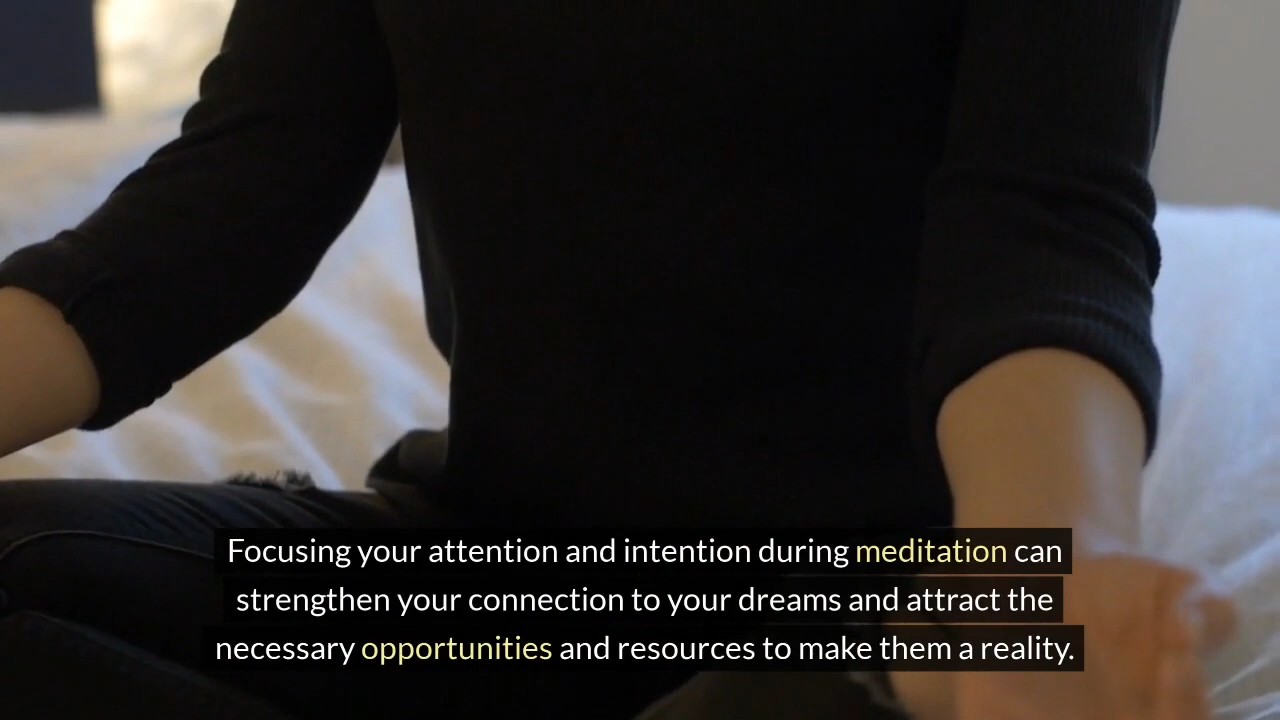 Focusing your attention and intention during meditation can
strengthen your connection to your dreams and attract the
necessary opportunities and resources to make them a reality.